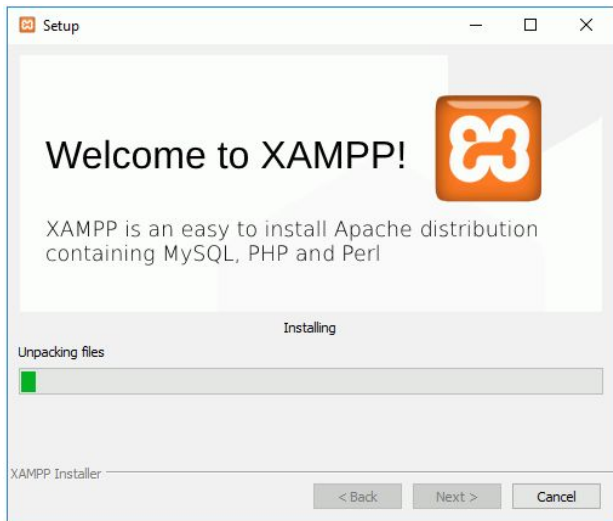 Setup
Welcome to XAMPP!
XAMPP is an easy to install Apache distribution
containing MySQL, PHP and Perl
Installing
Unpacking files
XAMPP Installer
< Back
Next >
Cancel